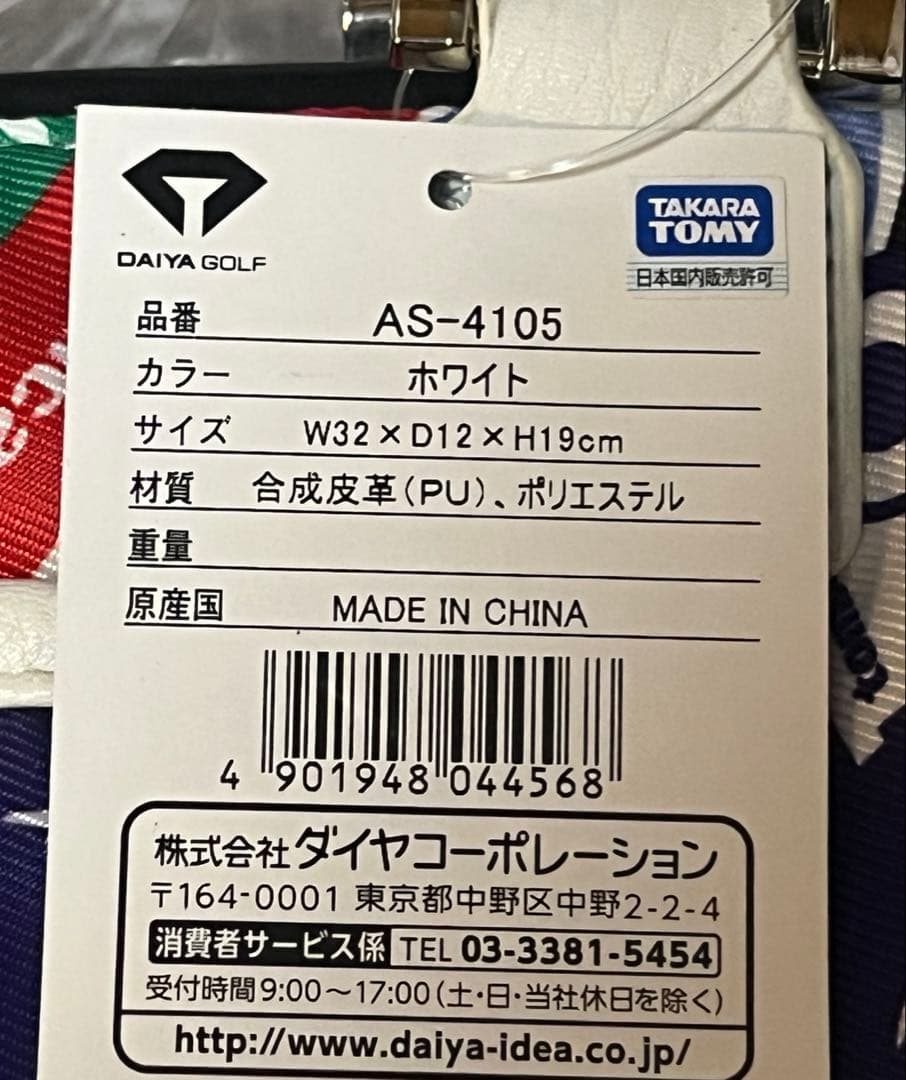 DAIYA GOLF
TAKARA
TOMY
日本国内販売許可
品番 AS-4105
カラー ホワイト
サイズ W32×D12×H19cm
材質 合成皮革(PU)、ポリエステル
重量
原産国 MADE IN CHINA
4 901948 044568
株式会社ダイヤコーポレーション
〒164-0001 東京都中野区中野2-2-4
消費者サービス係 TEL 03-3381-5454
受付時間9:00～17:00(土・日・当社休日を除く)
http://www.daiya-idea.co.jp/